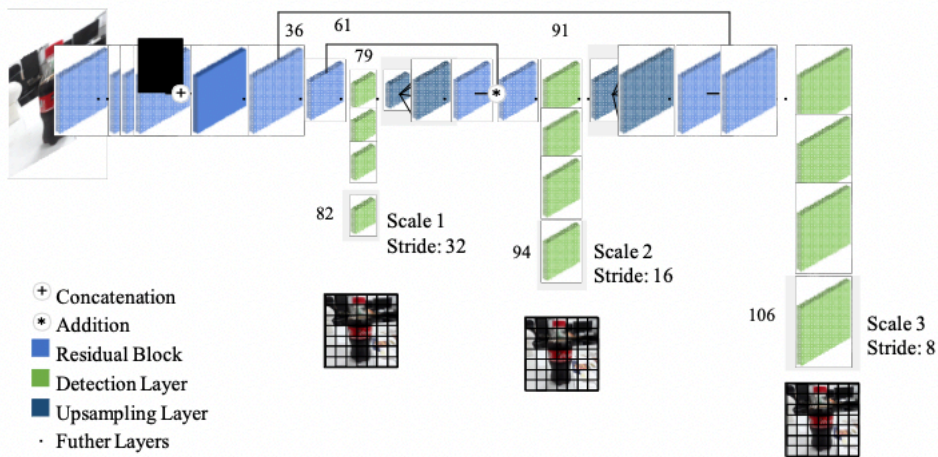 36
61
91
79
+
*
82
Scale 1
Stride: 32
94
Scale 2
Stride: 16
106
Scale 3
Stride: 8
+ Concatenation
* Addition
Residual Block
Detection Layer
Upsampling Layer
Futher Layers